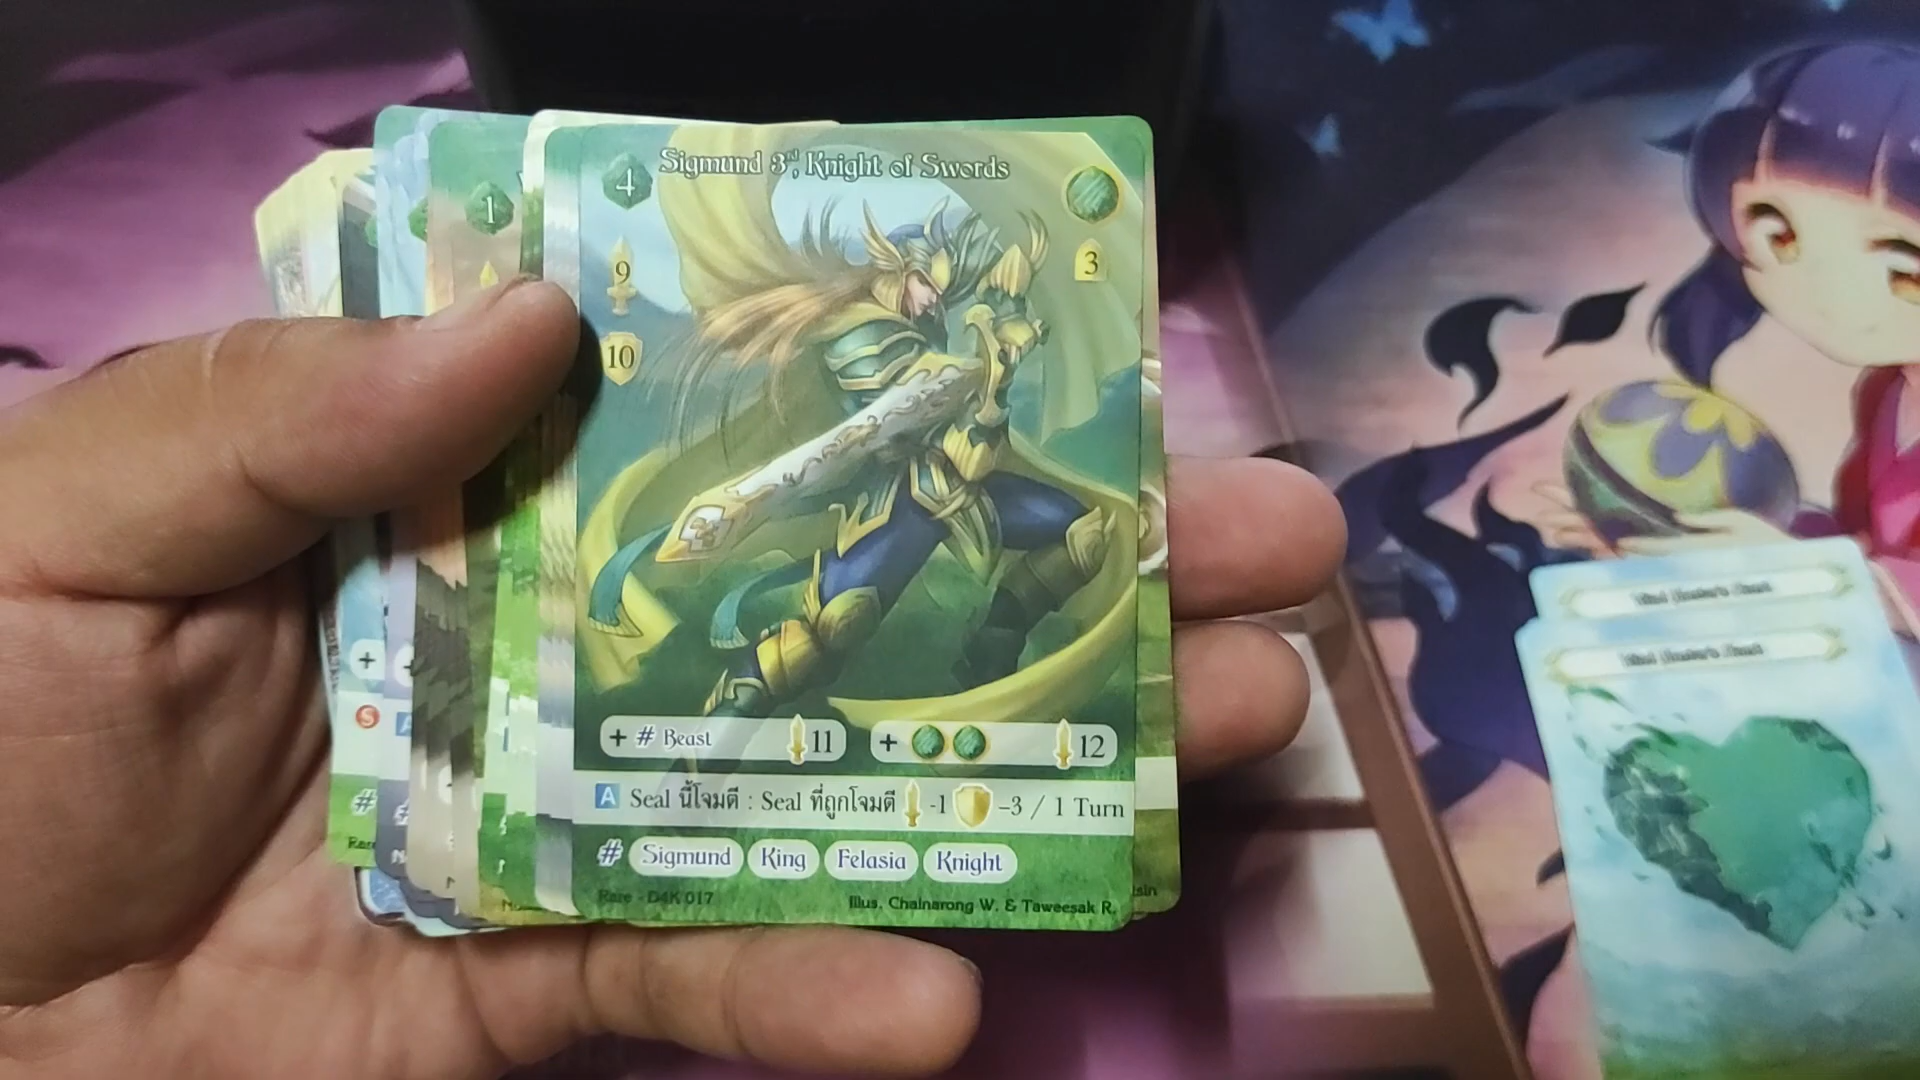 Sigmund 3rd, Knight of Swords
4
1
9
3
10
+ # Beast 11
+ 12
+
S
A
A Seal นี้โจมตี : Seal ที่ถูกโจมตี -1 -3 / 1 Turn
# Sigmund King Felasia Knight
#
Rare - D4K 017
Illus. Chainarong W. & Taweesak R.